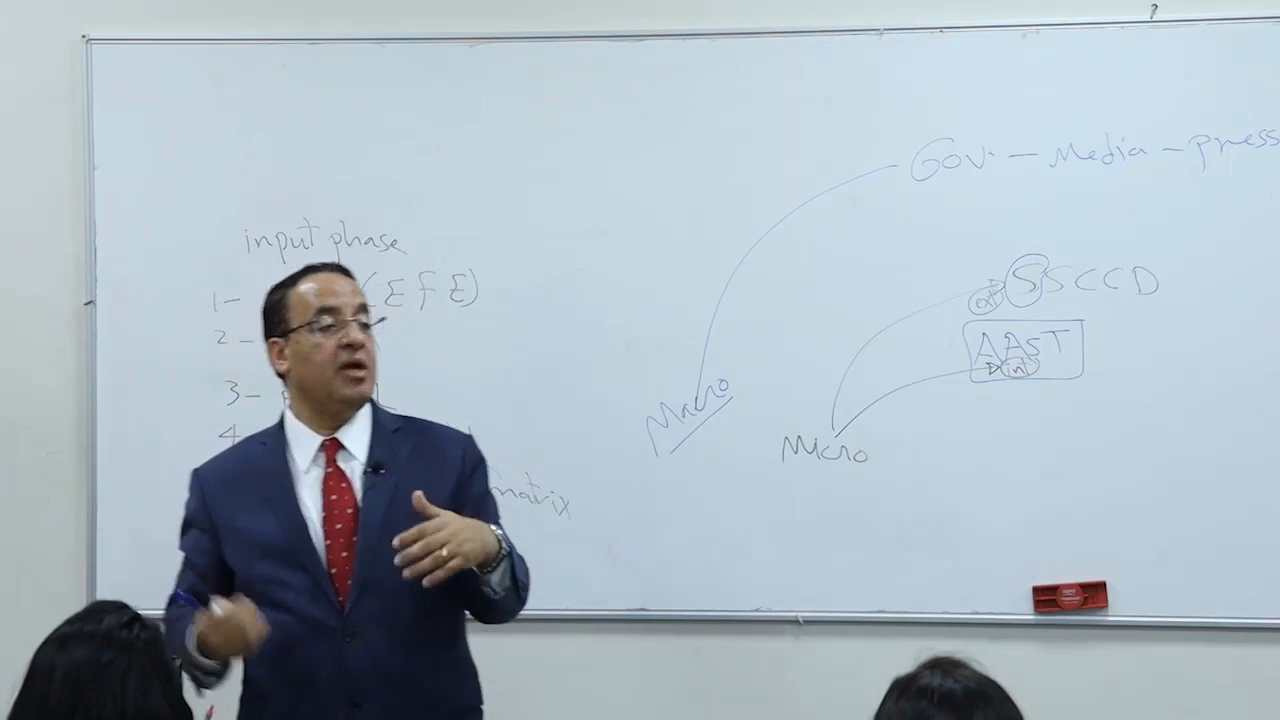 input phase
1- (EFE)
2-
3-
4
matrix
Gov. - Media - press
Macro
ext SSCCD
AAST
int
Micro